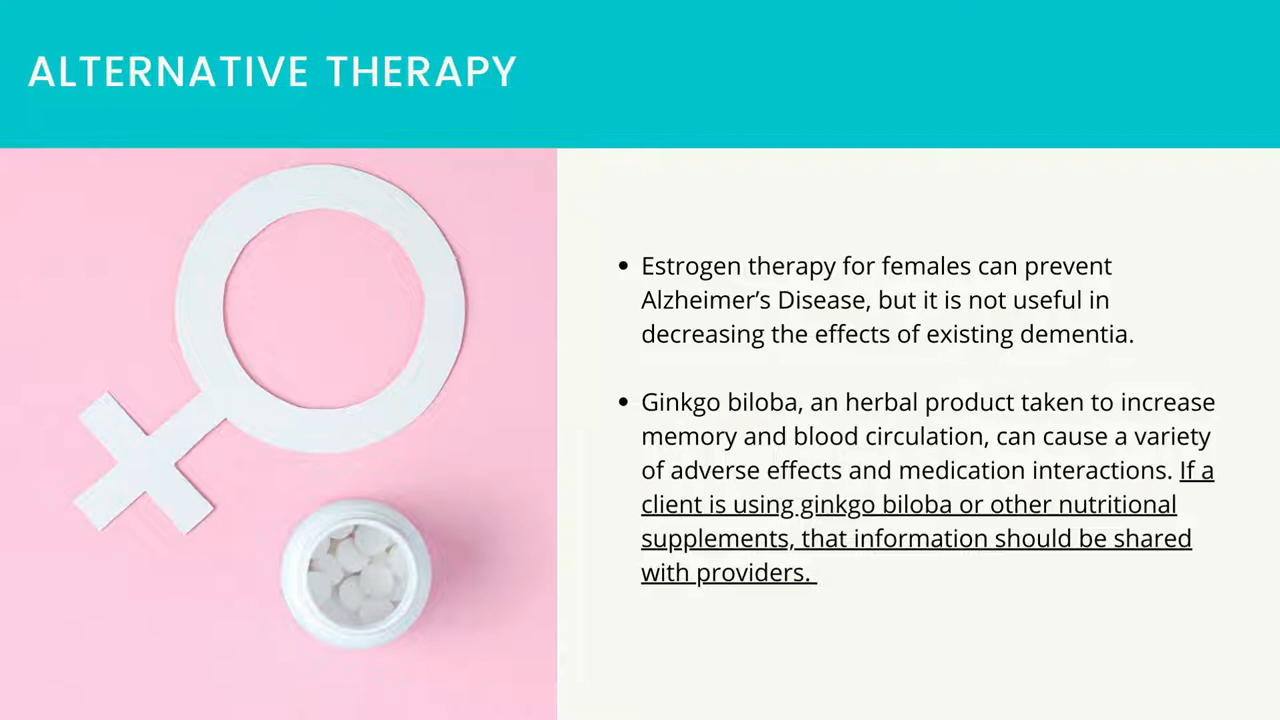 ALTERNATIVE THERAPY
• Estrogen therapy for females can prevent
Alzheimer’s Disease, but it is not useful in
decreasing the effects of existing dementia.
• Ginkgo biloba, an herbal product taken to increase
memory and blood circulation, can cause a variety
of adverse effects and medication interactions. If a
client is using ginkgo biloba or other nutritional
supplements, that information should be shared
with providers.